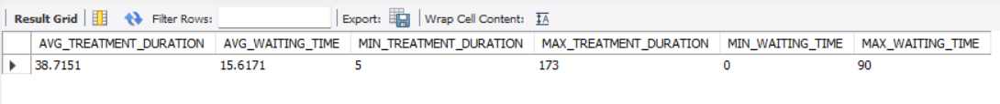 Result Grid Filter Rows: Export: Wrap Cell Content: IA
AVG_TREATMENT_DURATION AVG_WAITING_TIME MIN_TREATMENT_DURATION MAX_TREATMENT_DURATION MIN_WAITING_TIME MAX_WAITING_TIME
38.7151 15.6171 5 173 0 90